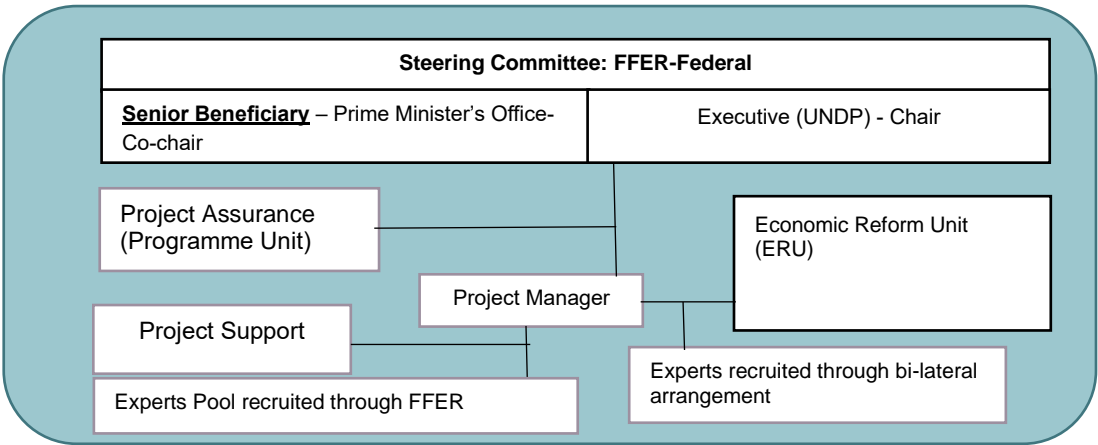 Steering Committee: FFER-Federal
Senior Beneficiary – Prime Minister's Office-
Co-chair
Executive (UNDP) - Chair
Project Assurance
(Programme Unit)
Economic Reform Unit
(ERU)
Project Manager
Project Support
Experts recruited through bi-lateral
arrangement
Experts Pool recruited through FFER